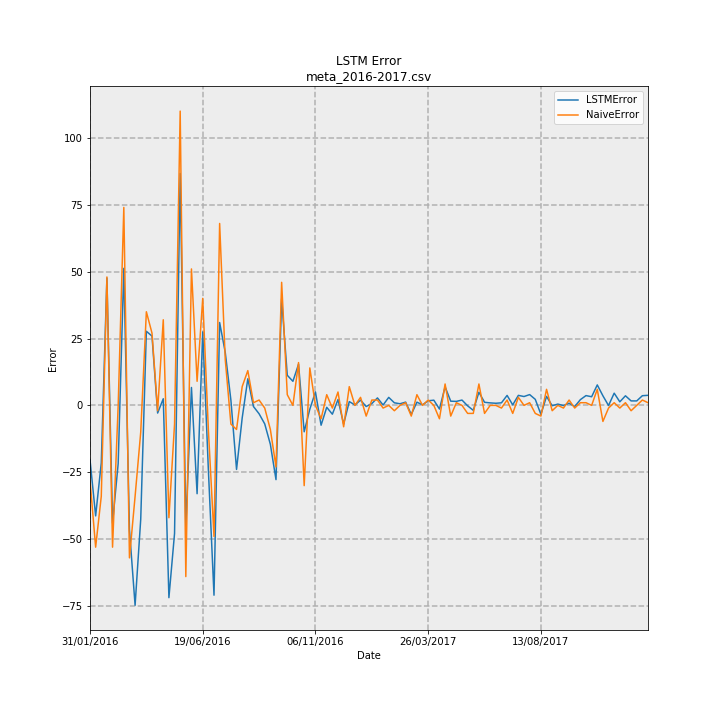 LSTM Error
meta_2016-2017.csv
LSTMError
NaiveError
100
75
50
25
0
−25
−50
−75
Error
31/01/2016
19/06/2016
06/11/2016
26/03/2017
13/08/2017
Date